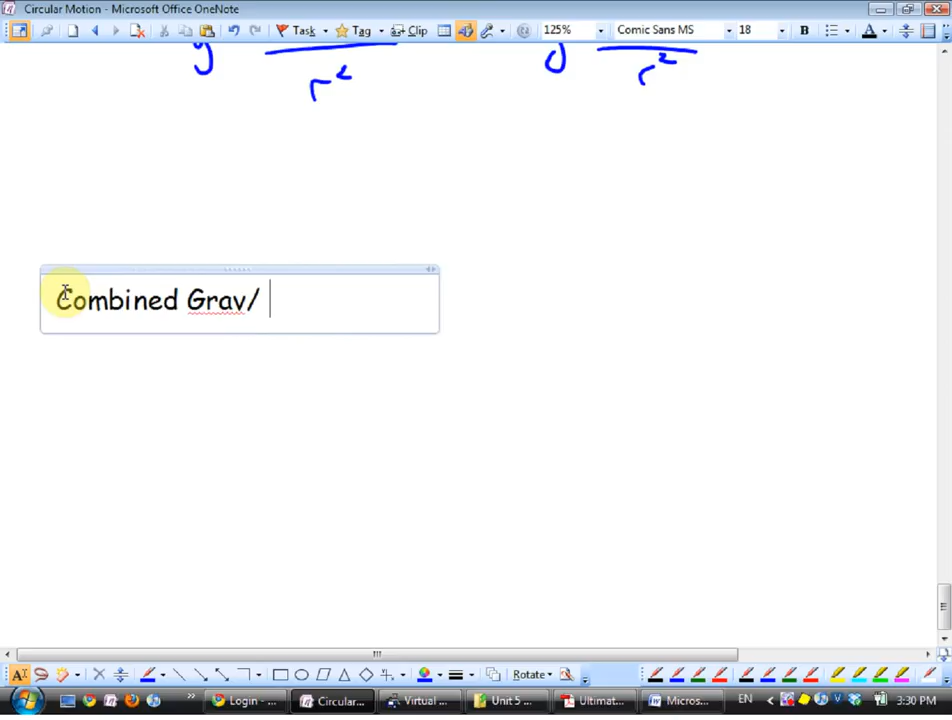 Circular Motion - Microsoft Office OneNote
Task Tag Clip 125% Comic Sans MS 18 B A
g r² g r²
Combined Grav/
A Rotate
Login - ... Circular... Virtual ... Unit 5 ... Ultimat... Micros... EN 3:30 PM